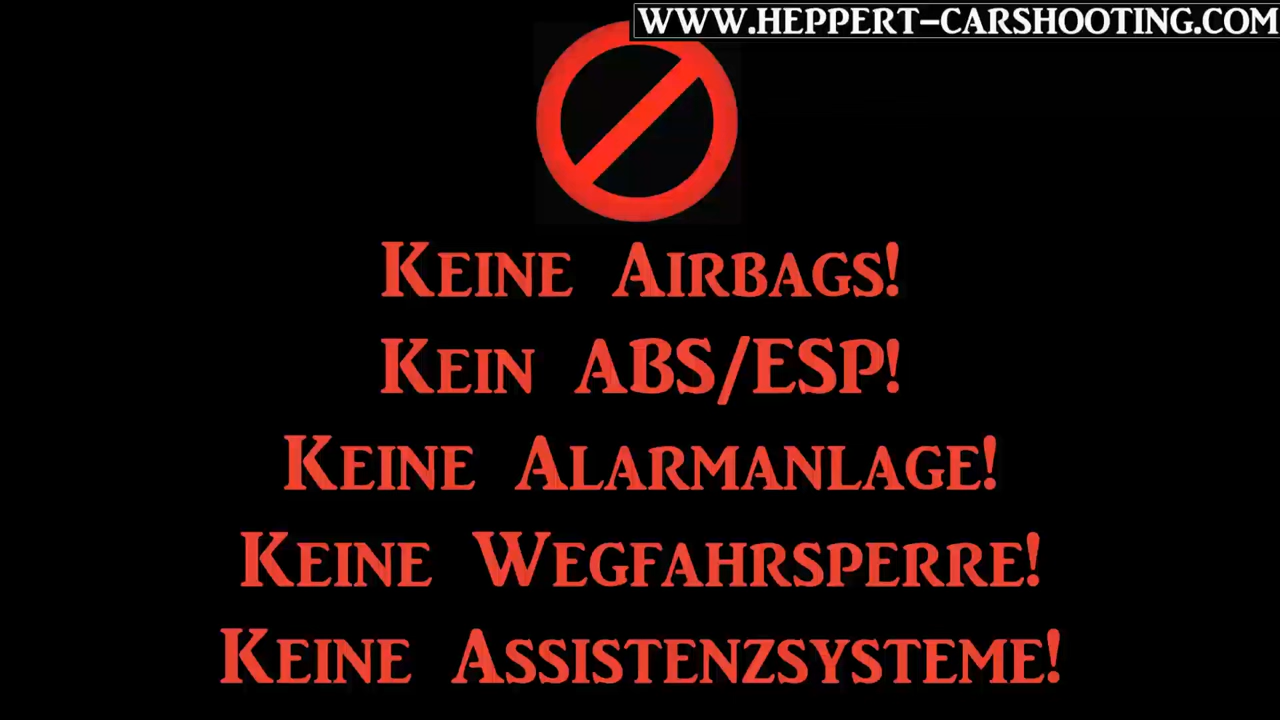 WWW.HEPPERT-CARSHOOTING.COM
KEINE AIRBAGS!
KEIN ABS/ESP!
KEINE ALARMANLAGE!
KEINE WEGFAHRSPERRE!
KEINE ASSISTENZSYSTEME!